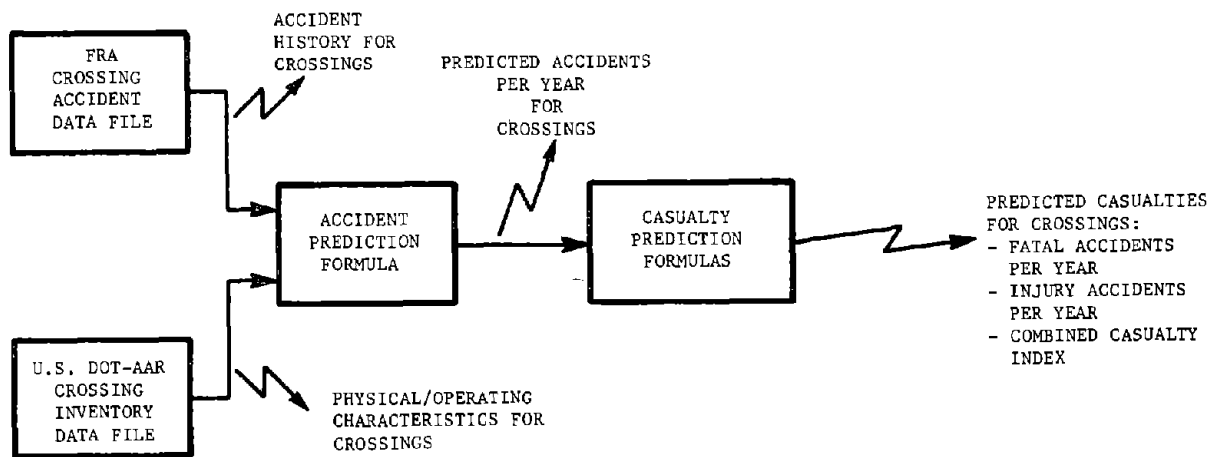 FRA
CROSSING
ACCIDENT
DATA FILE
ACCIDENT
HISTORY FOR
CROSSINGS
PREDICTED ACCIDENTS
PER YEAR
FOR
CROSSINGS
ACCIDENT
PREDICTION
FORMULA
CASUALTY
PREDICTION
FORMULAS
PREDICTED CASUALTIES
FOR CROSSINGS:
- FATAL ACCIDENTS
PER YEAR
- INJURY ACCIDENTS
PER YEAR
- COMBINED CASUALTY
INDEX
U.S. DOT-AAR
CROSSING
INVENTORY
DATA FILE
PHYSICAL/OPERATING
CHARACTERISTICS FOR
CROSSINGS